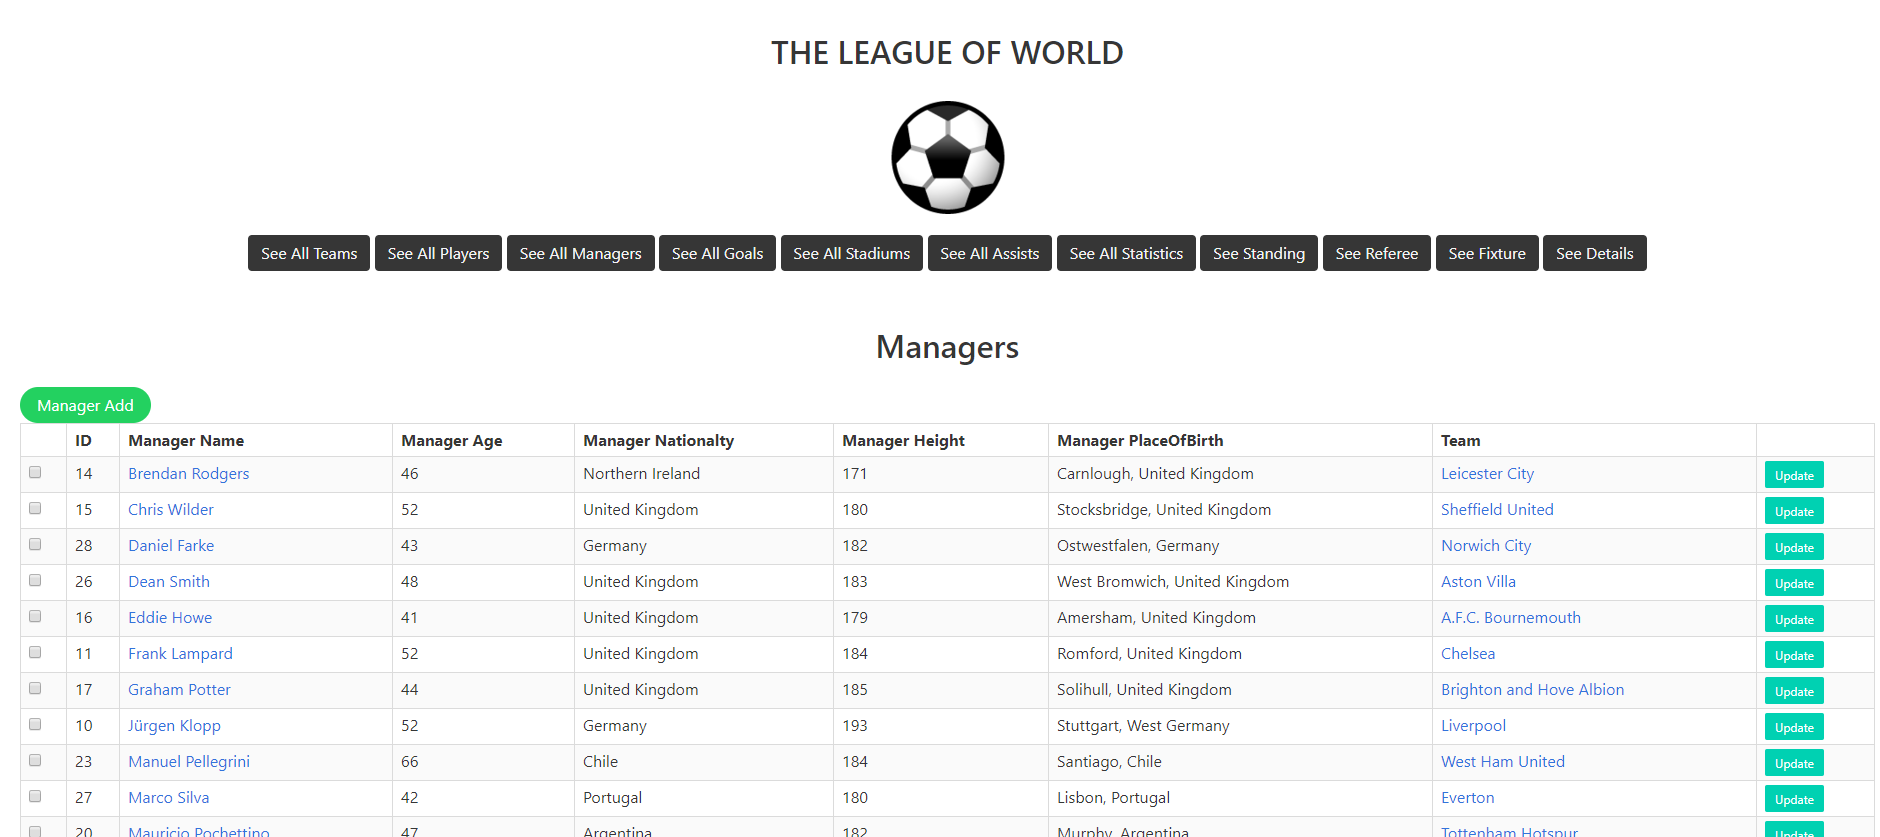 THE LEAGUE OF WORLD
See All Teams See All Players See All Managers See All Goals See All Stadiums See All Assists See All Statistics See Standing See Referee See Fixture See Details
Managers
Manager Add
ID Manager Name Manager Age Manager Nationalty Manager Height Manager PlaceOfBirth Team
14 Brendan Rodgers 46 Northern Ireland 171 Carnlough, United Kingdom Leicester City Update
15 Chris Wilder 52 United Kingdom 180 Stocksbridge, United Kingdom Sheffield United Update
28 Daniel Farke 43 Germany 182 Ostwestfalen, Germany Norwich City Update
26 Dean Smith 48 United Kingdom 183 West Bromwich, United Kingdom Aston Villa Update
16 Eddie Howe 41 United Kingdom 179 Amersham, United Kingdom A.F.C. Bournemouth Update
11 Frank Lampard 52 United Kingdom 184 Romford, United Kingdom Chelsea Update
17 Graham Potter 44 United Kingdom 185 Solihull, United Kingdom Brighton and Hove Albion Update
10 Jürgen Klopp 52 Germany 193 Stuttgart, West Germany Liverpool Update
23 Manuel Pellegrini 66 Chile 184 Santiago, Chile West Ham United Update
27 Marco Silva 42 Portugal 180 Lisbon, Portugal Everton Update
20 Mauricio Pochettino 47 Argentina 182 Murphy, Argentina Tottenham Hotspur Update